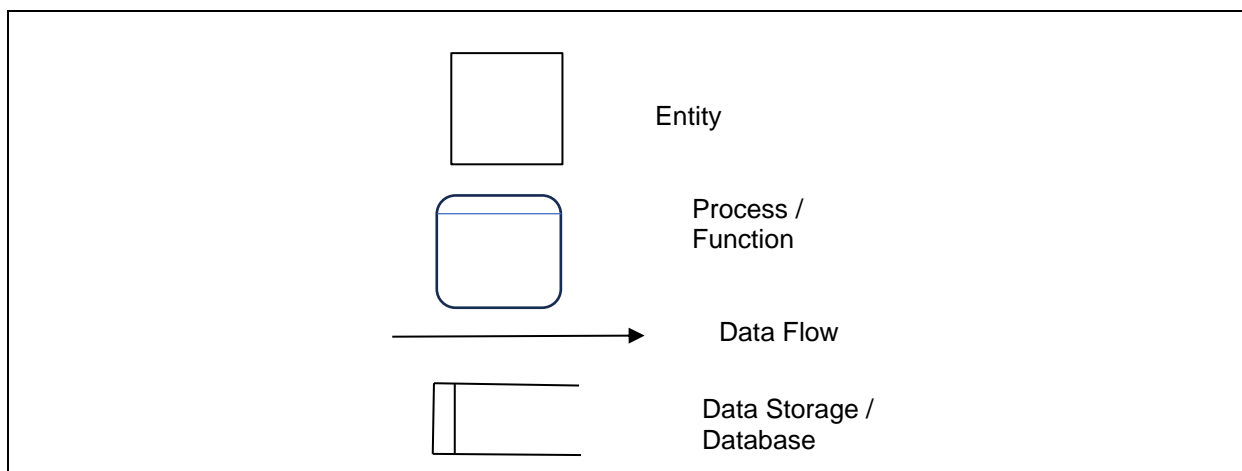 Entity
Process /
Function
Data Flow
Data Storage /
Database